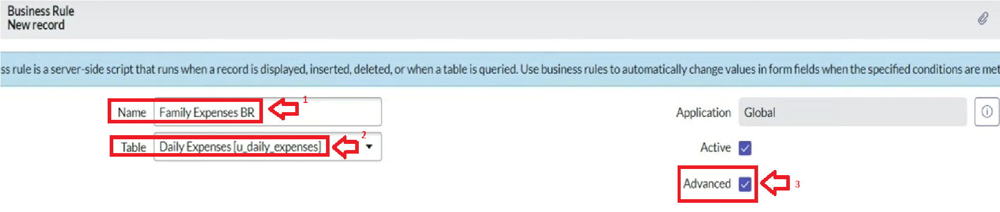 Business Rule
New record
ss rule is a server-side script that runs when a record is displayed, inserted, deleted, or when a table is queried. Use business rules to automatically change values in form fields when the specified conditions are met
Name Family Expenses BR 1
Application Global
Table Daily Expenses [u_daily_expenses] 2
Active
Advanced 3